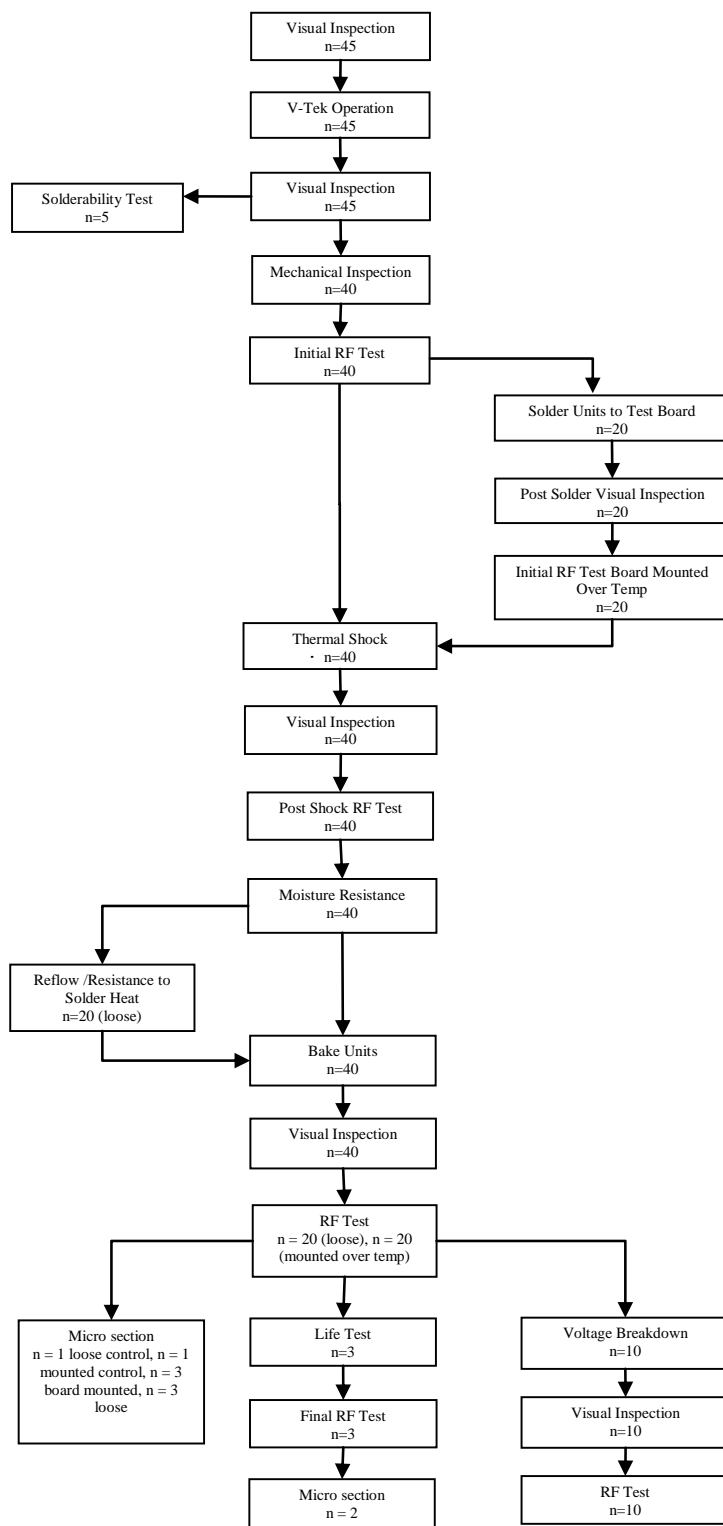 Visual Inspection
n=45
V-Tek Operation
n=45
Solderability Test
n=5
Visual Inspection
n=45
Mechanical Inspection
n=40
Initial RF Test
n=40
Solder Units to Test Board
n=20
Post Solder Visual Inspection
n=20
Initial RF Test Board Mounted
Over Temp
n=20
Thermal Shock
· n=40
Visual Inspection
n=40
Post Shock RF Test
n=40
Moisture Resistance
n=40
Reflow /Resistance to
Solder Heat
n=20 (loose)
Bake Units
n=40
Visual Inspection
n=40
RF Test
n = 20 (loose), n = 20
(mounted over temp)
Micro section
n = 1 loose control, n = 1
mounted control, n = 3
board mounted, n = 3
loose
Life Test
n=3
Final RF Test
n=3
Micro section
n = 2
Voltage Breakdown
n=10
Visual Inspection
n=10
RF Test
n=10